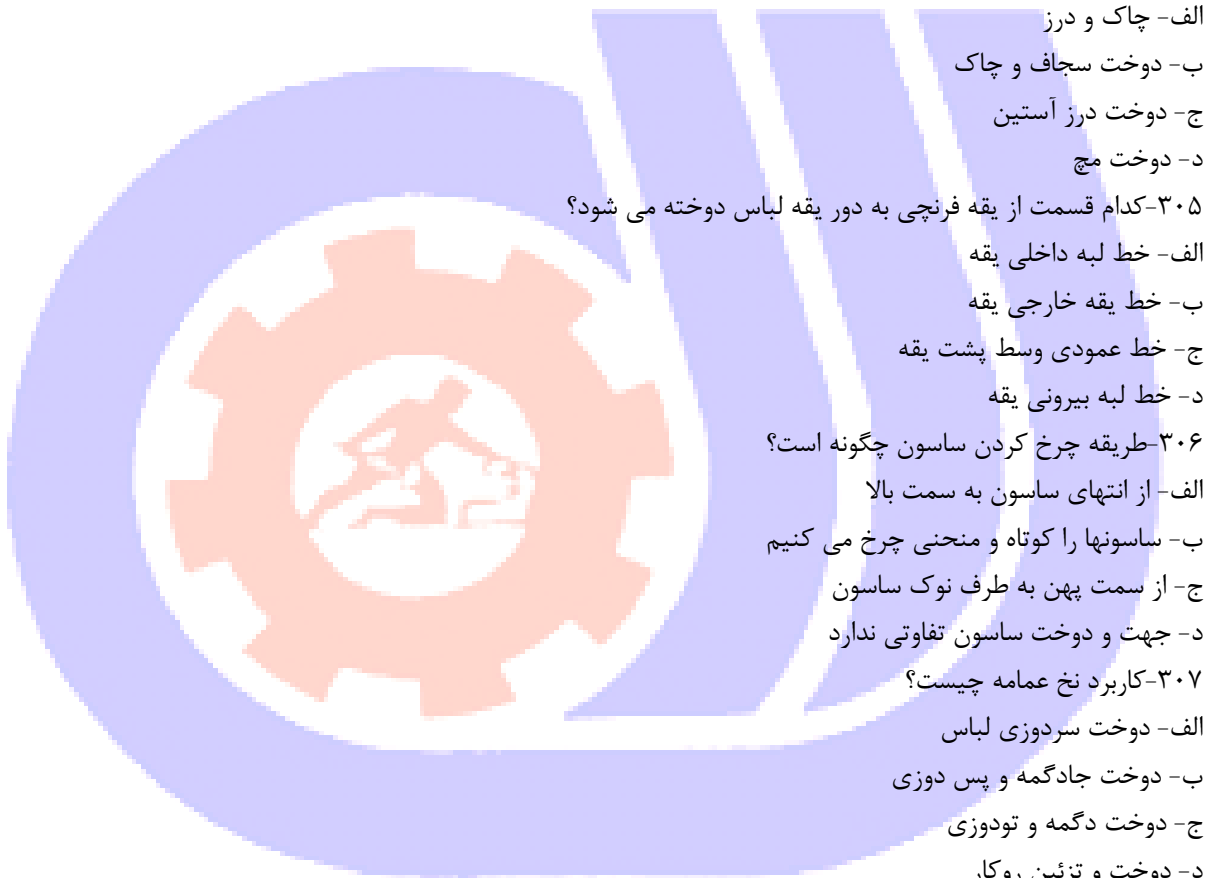 الف- چاک و درز
ب- دوخت سجاف و چاک
ج- دوخت درز آستین
د- دوخت مچ
۳۰۵-کدام قسمت از یقه فرنچی به دور یقه لباس دوخته می شود؟
الف- خط لبه داخلی یقه
ب- خط یقه خارجی یقه
ج- خط عمودی وسط پشت یقه
د- خط لبه بیرونی یقه
۳۰۶-طریقه چرخ کردن ساسون چگونه است؟
الف- از انتهای ساسون به سمت بالا
ب- ساسونها را کوتاه و منحنی چرخ می کنیم
ج- از سمت پهن به طرف نوک ساسون
د- جهت و دوخت ساسون تفاوتی ندارد
۳۰۷-کاربرد نخ عمامه چیست؟
الف- دوخت سردوزی لباس
ب- دوخت جادگمه و پس دوزی
ج- دوخت دگمه و تودوزی
د- دوخت و تزئین روکار